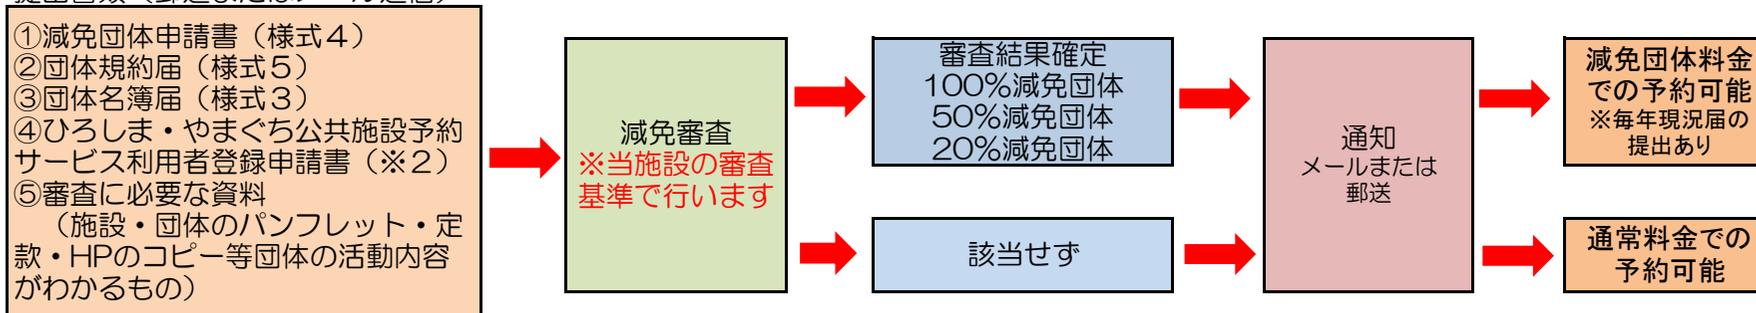 ①減免団体申請書（様式４）
②団体規約届（様式５）
③団体名簿届（様式３）
④ひろしま・やまぐち公共施設予約
サービス利用者登録申請書（※２）
⑤審査に必要な資料
（施設・団体のパンフレット・定
款・HPのコピー等団体の活動内容
がわかるもの）
減免審査
※当施設の審査
基準で行います
審査結果確定
100%減免団体
50%減免団体
20%減免団体
該当せず
通知
メールまたは
郵送
減免団体料金
での予約可能
※毎年現況届の
提出あり
通常料金での
予約可能